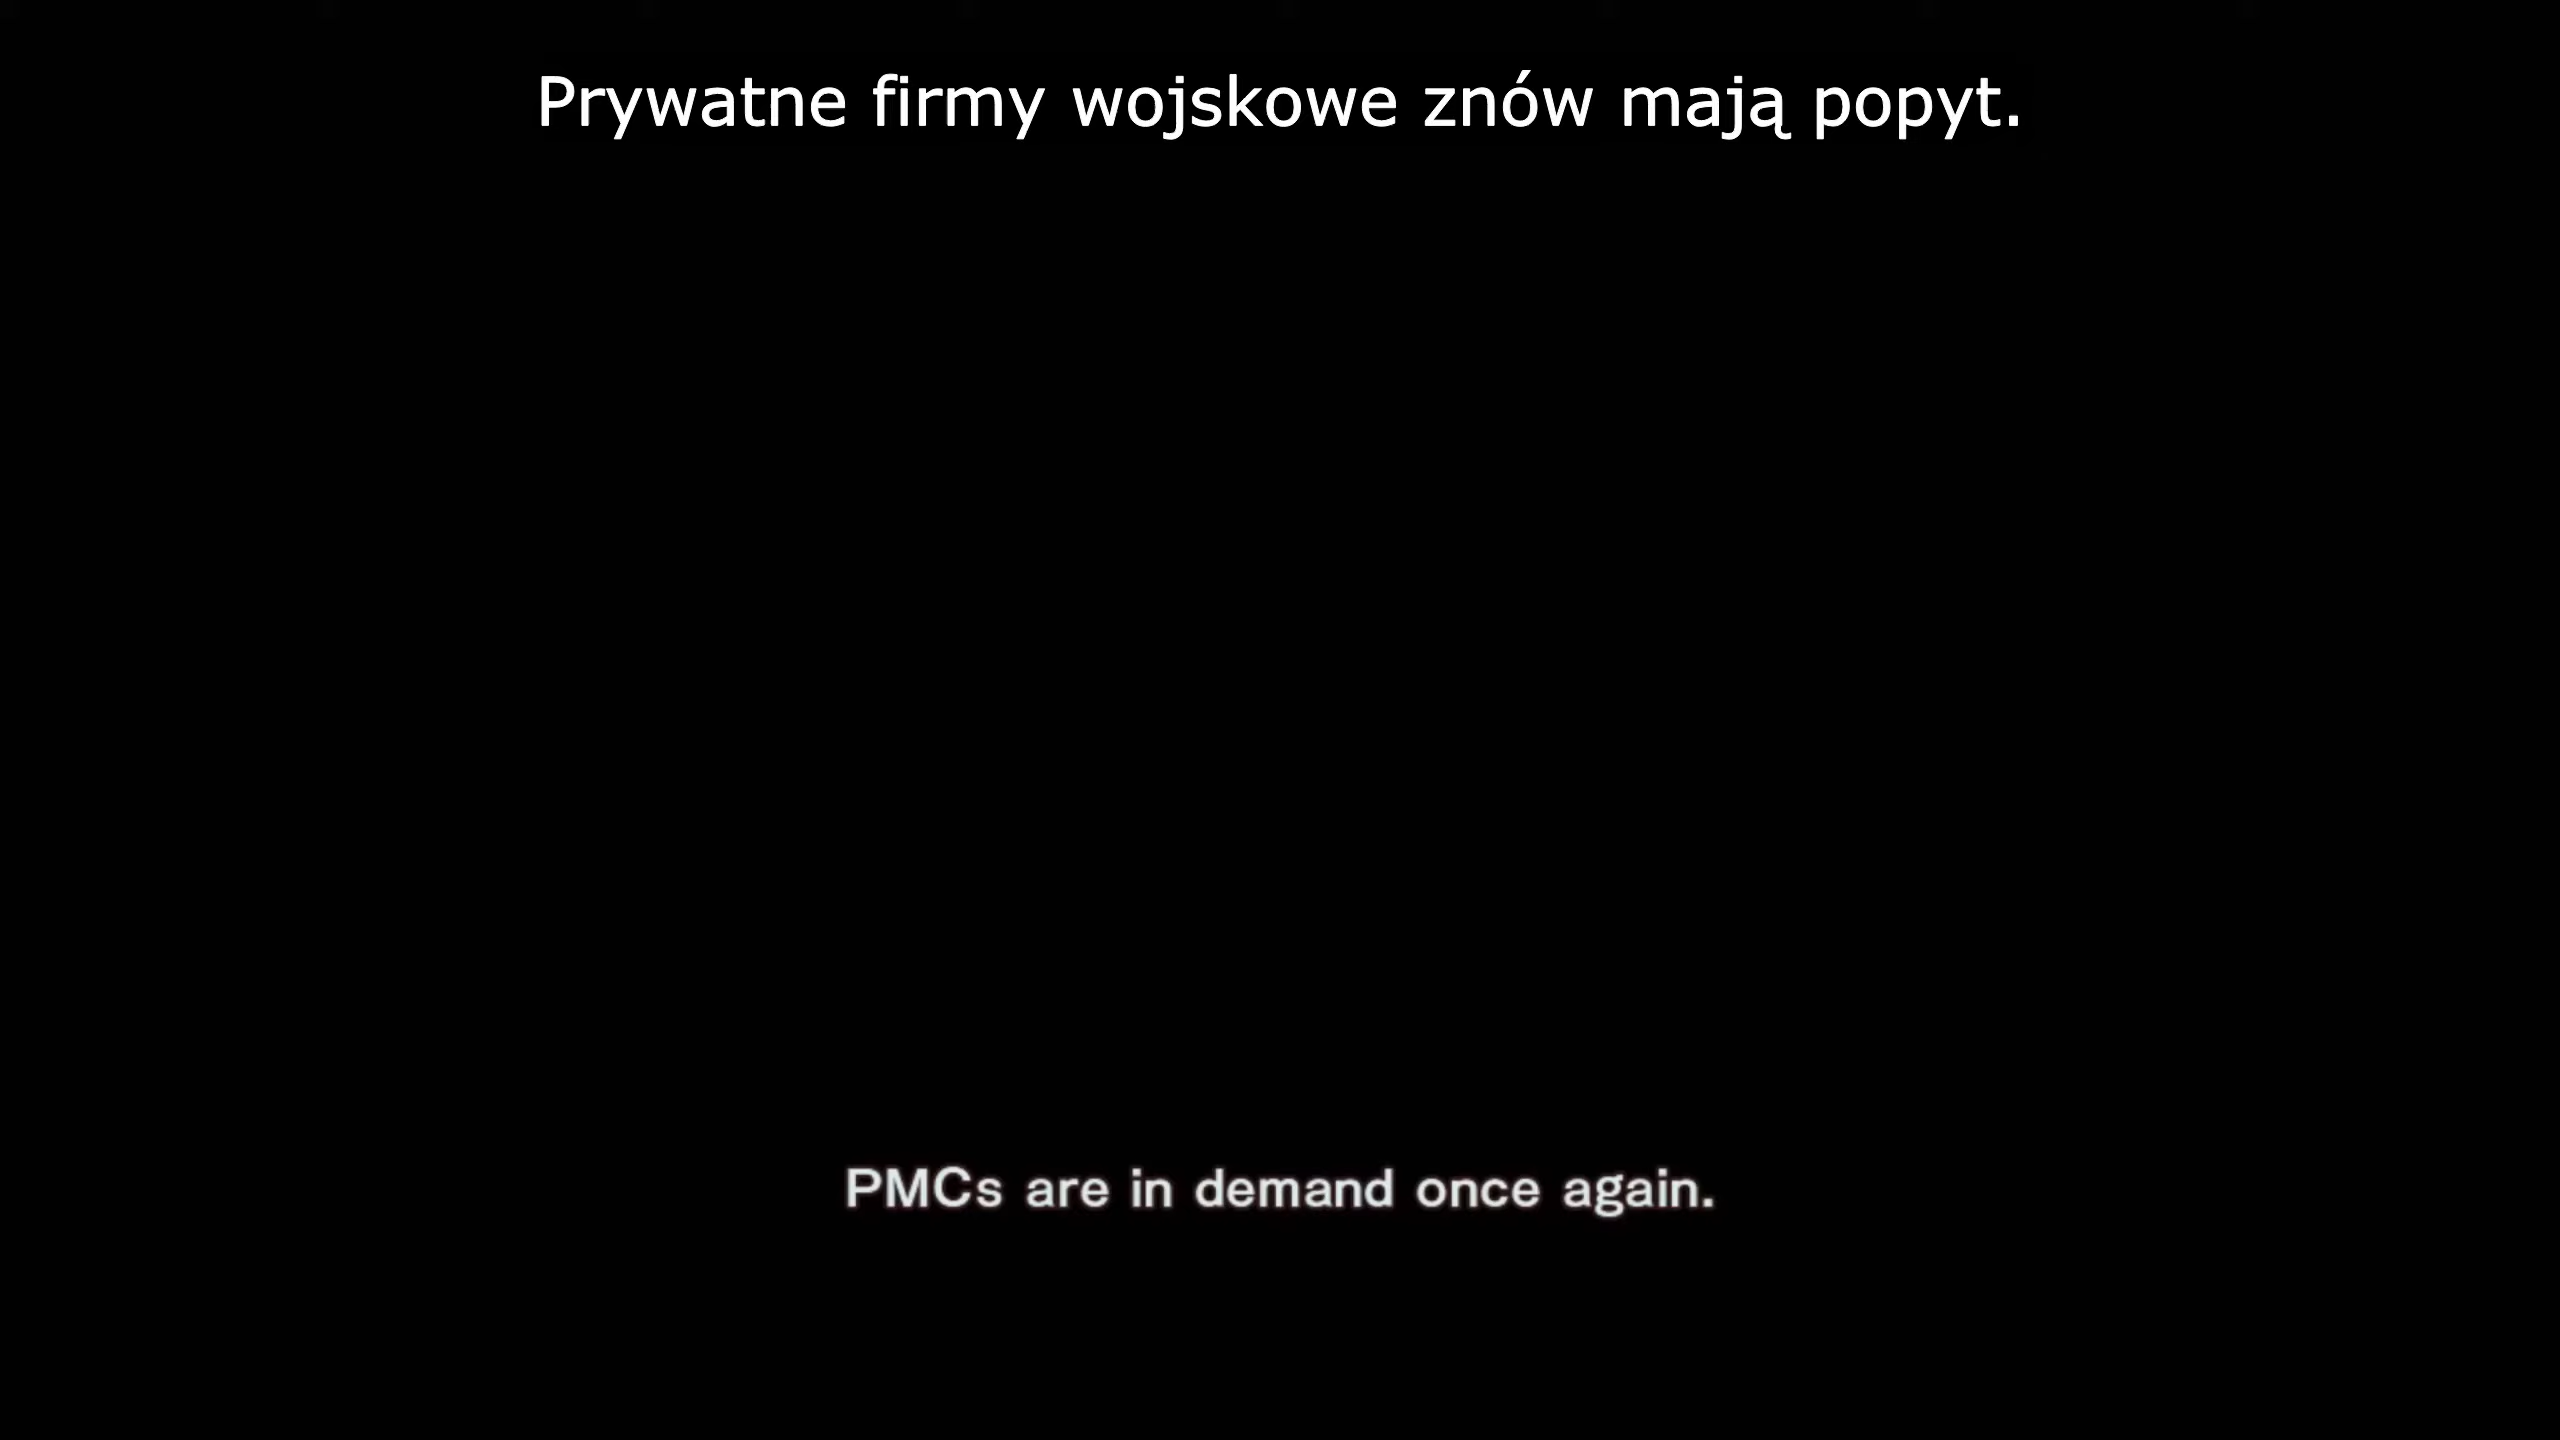 Prywatne firmy wojskowe znów mają popyt.
PMCs are in demand once again.